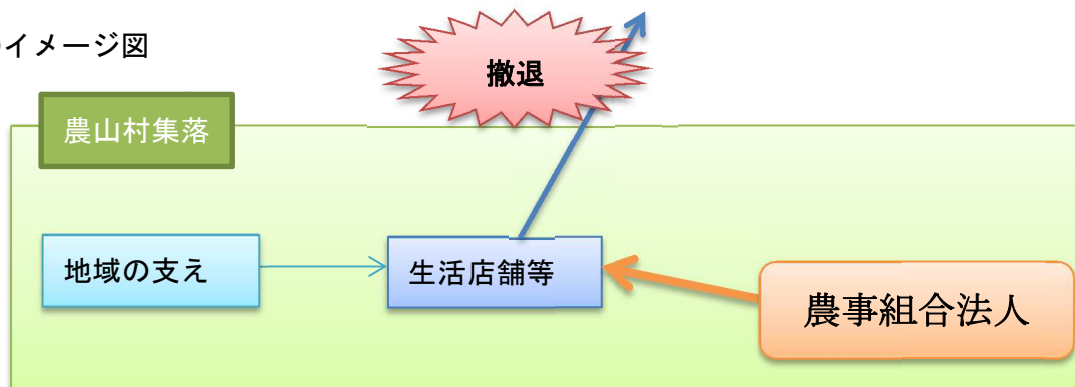 イメージ図
撤退
農山村集落
地域の支え
生活店舗等
農事組合法人